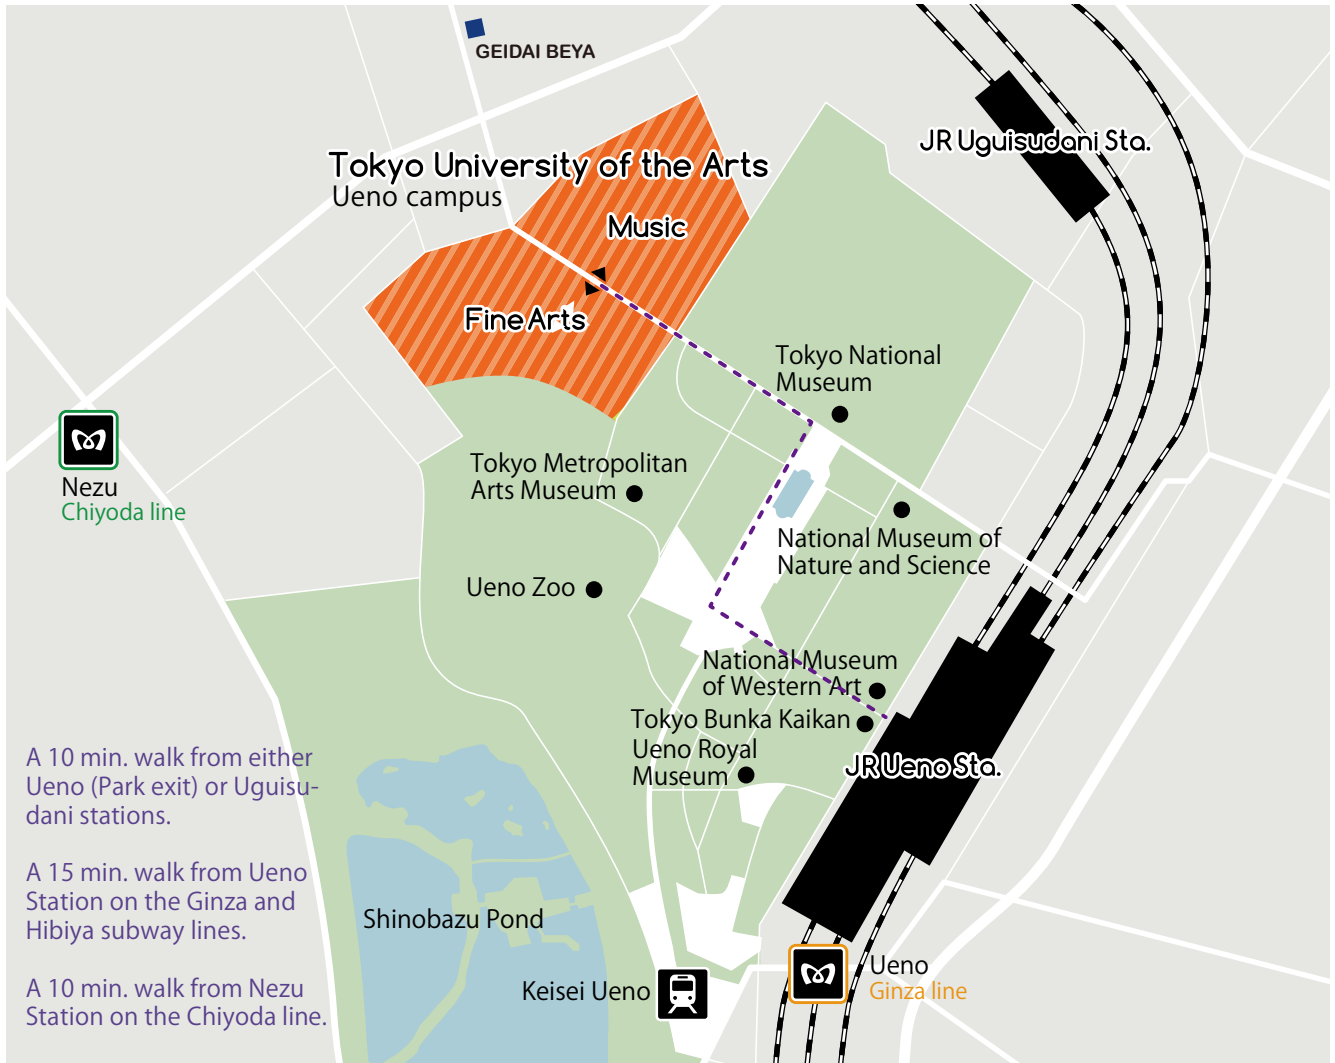 GEIDAI BEYA
JR Uguisudani Sta.
Tokyo University of the Arts
Ueno campus
Music
Fine Arts
Tokyo National
Museum
Nezu
Chiyoda line
Tokyo Metropolitan
Arts Museum
National Museum of
Nature and Science
Ueno Zoo
National Museum
of Western Art
Tokyo Bunka Kaikan
Ueno Royal
Museum
JR Ueno Sta.
A 10 min. walk from either
Ueno (Park exit) or Uguisu-
dani stations.
A 15 min. walk from Ueno
Station on the Ginza and
Hibiya subway lines.
A 10 min. walk from Nezu
Station on the Chiyoda line.
Shinobazu Pond
Keisei Ueno
Ueno
Ginza line